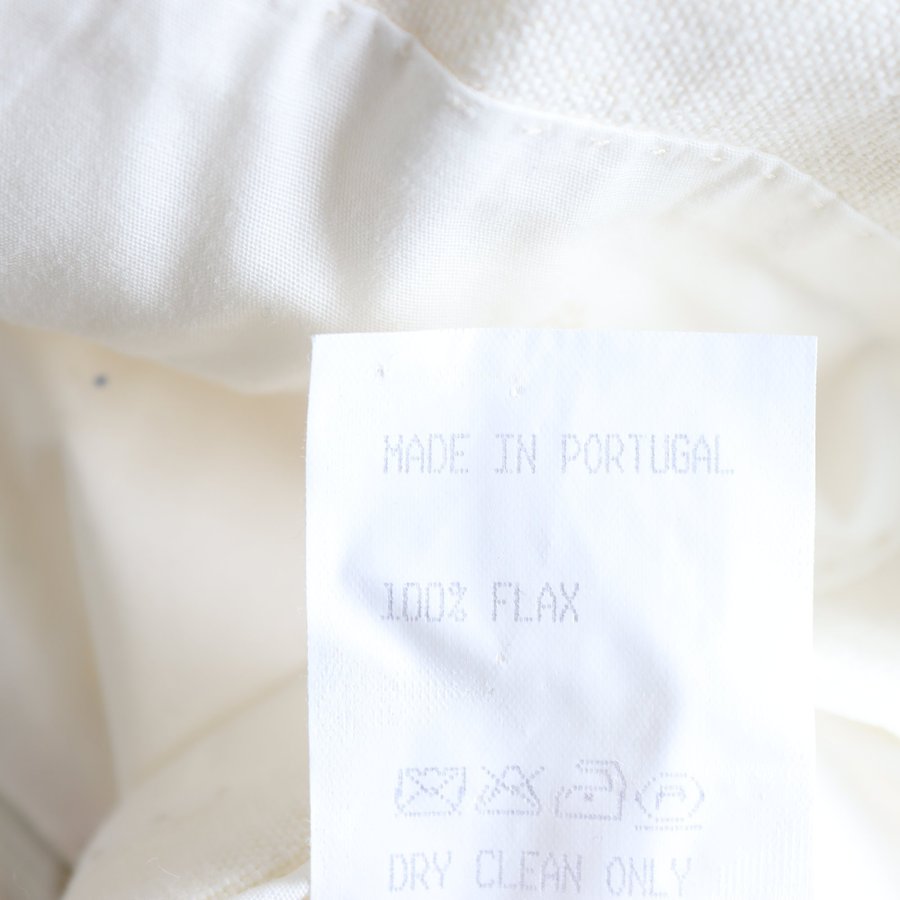 MADE IN PORTUGAL
100% FLAX
A
DRY CLEAN ONLY